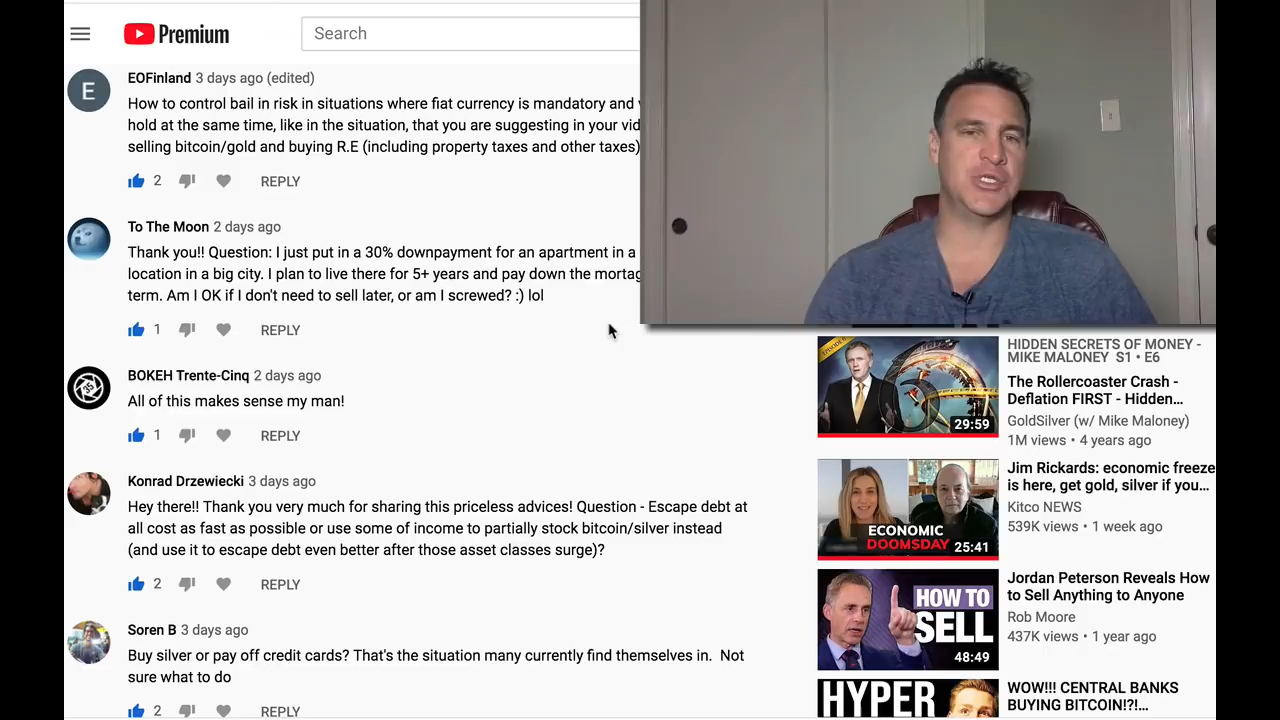 Premium
Search
E
EOFinland 3 days ago (edited)
How to control bail in risk in situations where fiat currency is mandatory and
hold at the same time, like in the situation, that you are suggesting in your vid
selling bitcoin/gold and buying R.E (including property taxes and other taxes)
2 REPLY
To The Moon 2 days ago
Thank you!! Question: I just put in a 30% downpayment for an apartment in a
location in a big city. I plan to live there for 5+ years and pay down the mortag
term. Am I OK if I don't need to sell later, or am I screwed? :) lol
1 REPLY
BOKEH Trente-Cinq 2 days ago
All of this makes sense my man!
1 REPLY
Konrad Drzewiecki 3 days ago
Hey there!! Thank you very much for sharing this priceless advices! Question - Escape debt at
all cost as fast as possible or use some of income to partially stock bitcoin/silver instead
(and use it to escape debt even better after those asset classes surge)?
2 REPLY
Soren B 3 days ago
Buy silver or pay off credit cards? That's the situation many currently find themselves in. Not
sure what to do
2 REPLY
29:59
HIDDEN SECRETS OF MONEY -
MIKE MALONEY S1 • E6
The Rollercoaster Crash -
Deflation FIRST - Hidden...
GoldSilver (w/ Mike Maloney)
1M views • 4 years ago
ECONOMIC
DOOMSDAY 25:41
Jim Rickards: economic freeze
is here, get gold, silver if you...
Kitco NEWS
539K views • 1 week ago
HOW TO
SELL
48:49
Jordan Peterson Reveals How
to Sell Anything to Anyone
Rob Moore
437K views • 1 year ago
HYPER
WOW!!! CENTRAL BANKS
BUYING BITCOIN!?!...